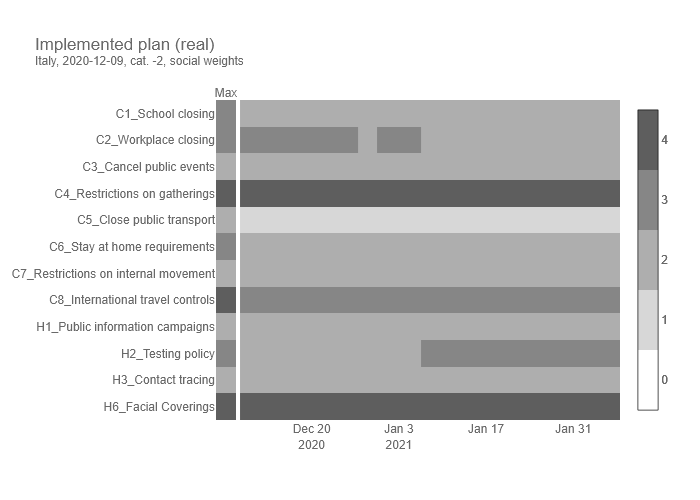 Implemented plan (real)
Italy, 2020-12-09, cat. -2, social weights
Max
C1_School closing
C2_Workplace closing
C3_Cancel public events
C4_Restrictions on gatherings
C5_Close public transport
C6_Stay at home requirements
C7_Restrictions on internal movement
C8_International travel controls
H1_Public information campaigns
H2_Testing policy
H3_Contact tracing
H6_Facial Coverings
Dec 20
2020
Jan 3
2021
Jan 17
Jan 31
4
3
2
1
0